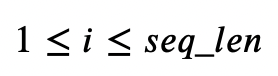 1 ≤ i ≤ seq_len